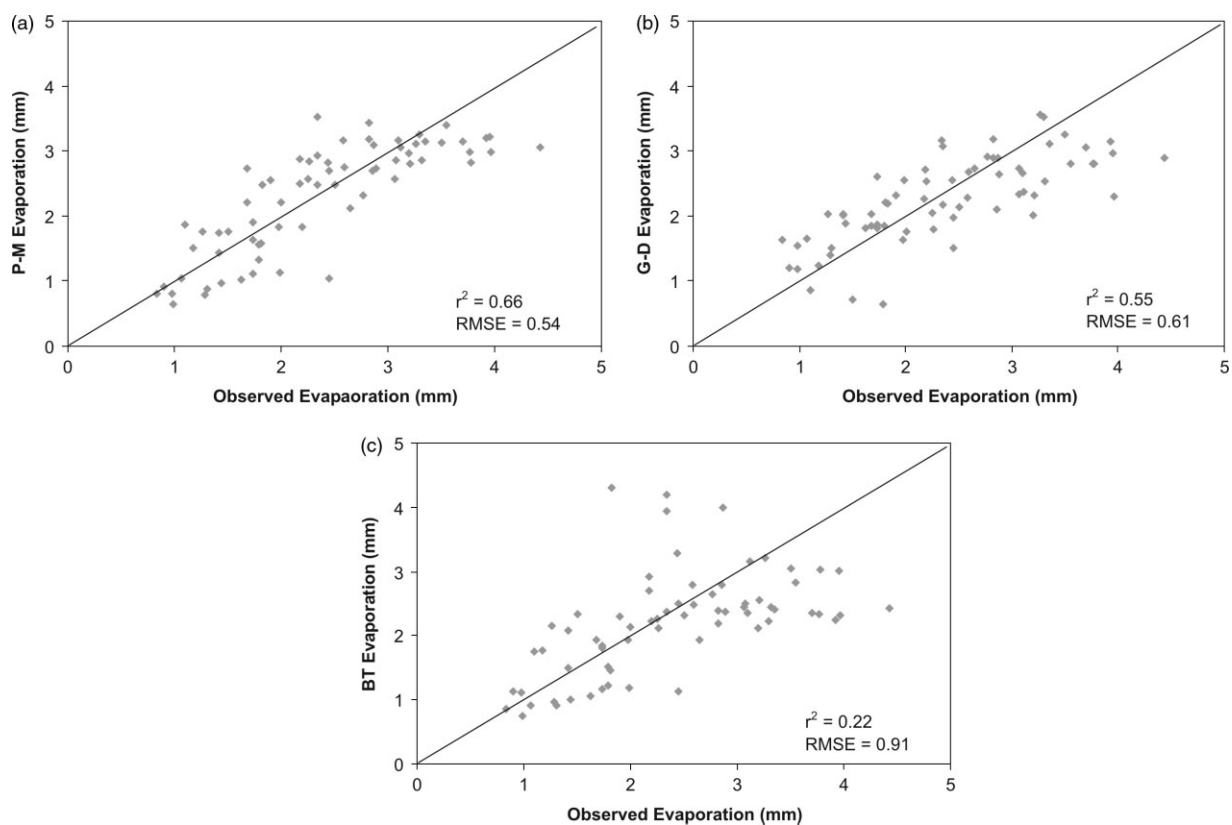 (a)
5
4
3
2
1
0
P-M Evaporation (mm)
r² = 0.66
RMSE = 0.54
0 1 2 3 4 5
Observed Evapaoration (mm)
(b)
5
4
3
2
1
0
G-D Evaporation (mm)
r² = 0.55
RMSE = 0.61
0 1 2 3 4 5
Observed Evaporation (mm)
(c)
5
4
3
2
1
0
BT Evaporation (mm)
r² = 0.22
RMSE = 0.91
0 1 2 3 4 5
Observed Evaporation (mm)